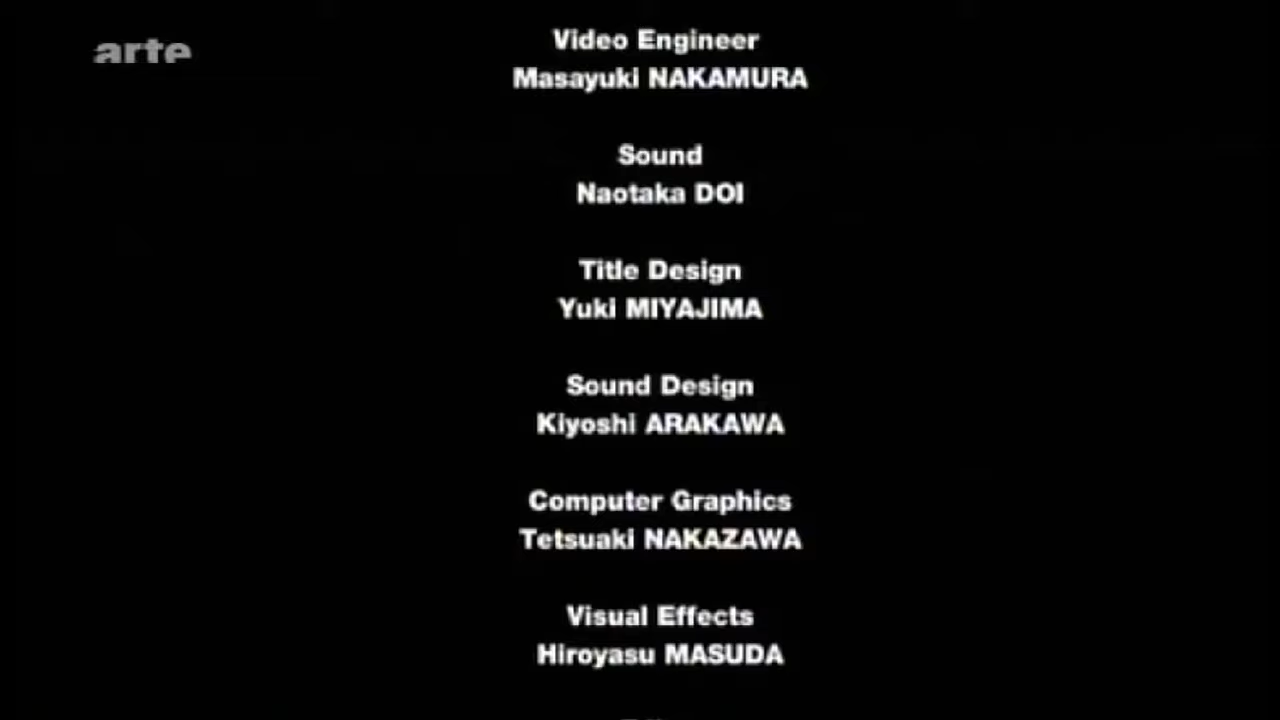 arte
Video Engineer
Masayuki NAKAMURA
Sound
Naotaka DOI
Title Design
Yuki MIYAJIMA
Sound Design
Kiyoshi ARAKAWA
Computer Graphics
Tetsuaki NAKAZAWA
Visual Effects
Hiroyasu MASUDA